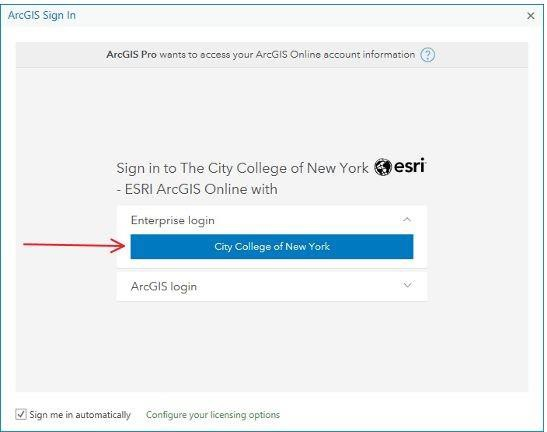 ArcGIS Sign In
ArcGIS Pro wants to access your ArcGIS Online account information ?
Sign in to The City College of New York esri
- ESRI ArcGIS Online with
Enterprise login
City College of New York
ArcGIS login
Sign me in automatically Configure your licensing options